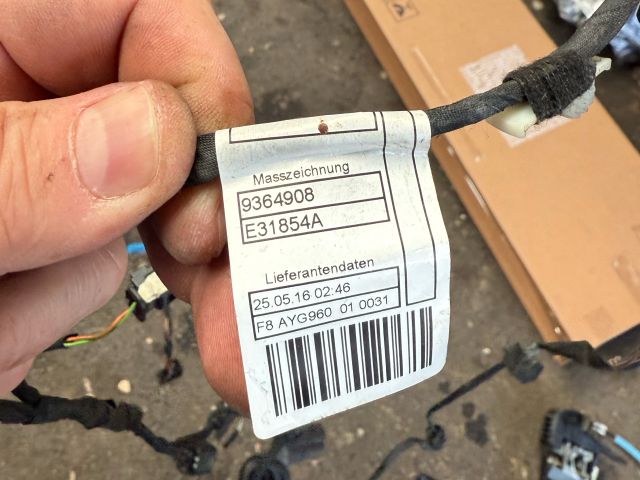 Masszeichnung
9364908
E31854A
Lieferantendaten
25.05.16 02:46
F8 AYG960 01 0031